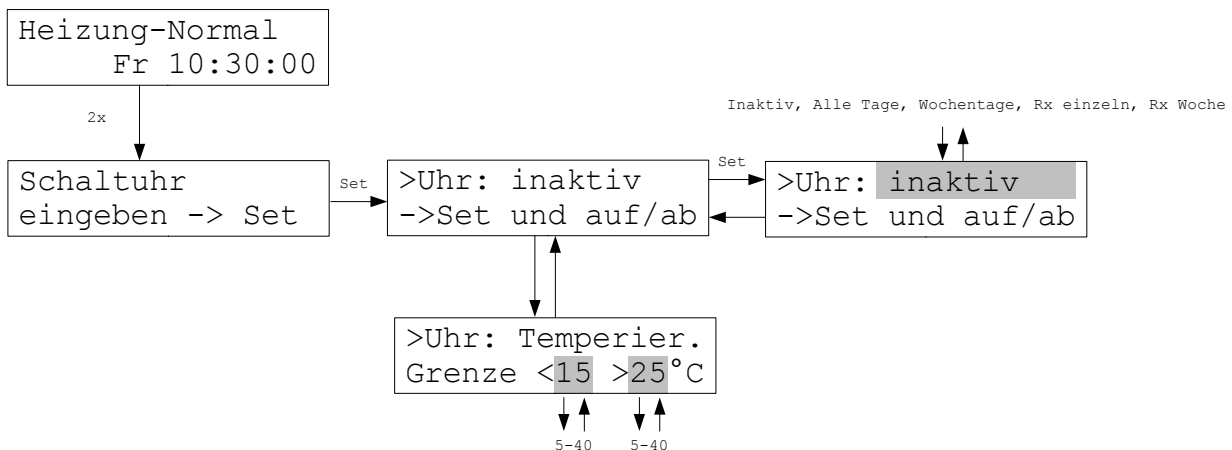 Heizung-Normal
Fr 10:30:00
2x
Inaktiv, Alle Tage, Wochentage, Rx einzeln, Rx Woche
Schaltuhr
eingeben -> Set
Set
>Uhr: inaktiv
->Set und auf/ab
Set
>Uhr: inaktiv
->Set und auf/ab
>Uhr: Temperier.
Grenze <15 >25°C
5-40
5-40